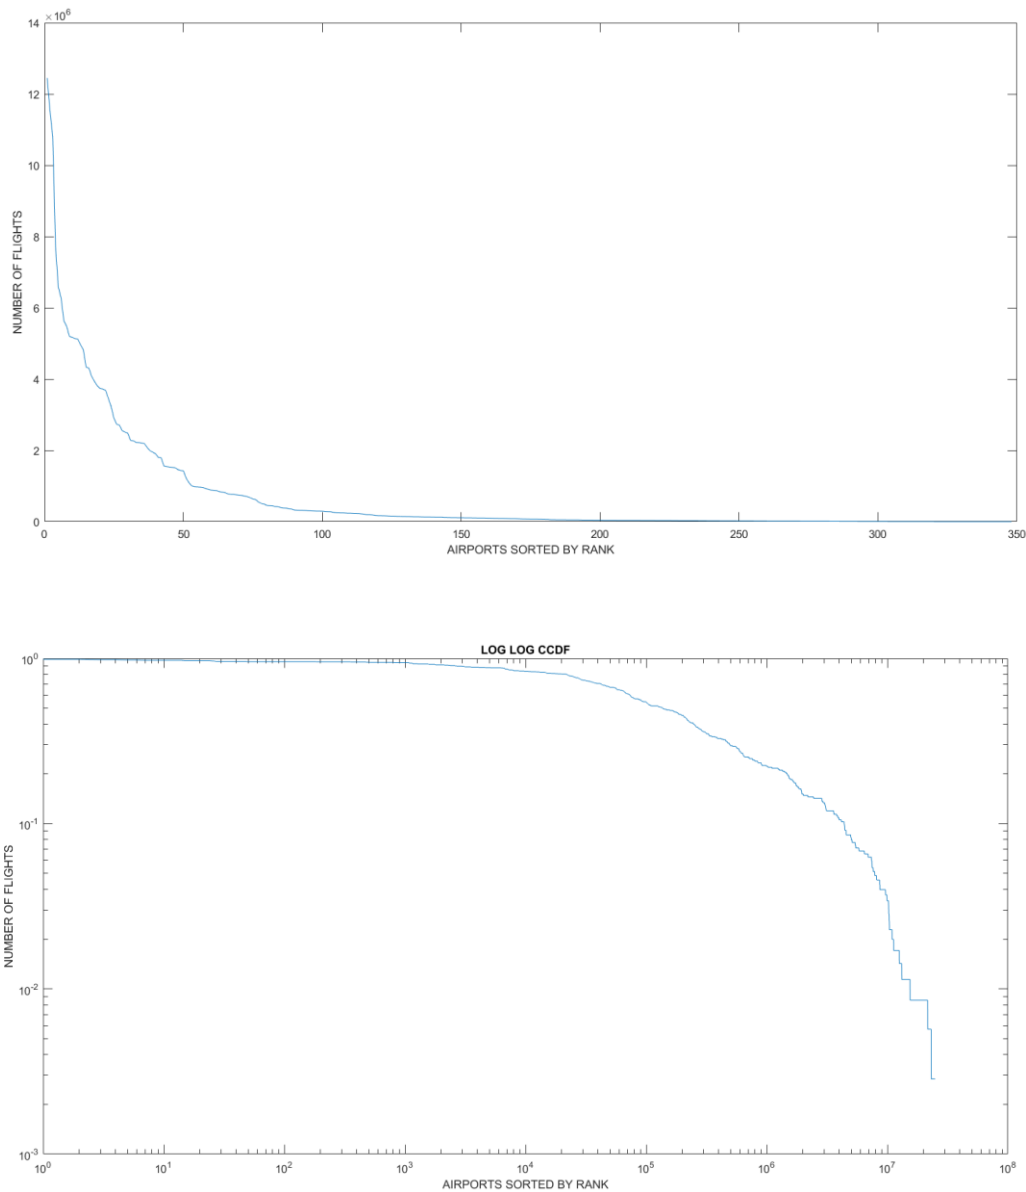 × 10⁶
14
12
10
8
6
4
2
0
NUMBER OF FLIGHTS
0 50 100 150 200 250 300 350
AIRPORTS SORTED BY RANK
LOG LOG CCDF
10⁰
10⁻¹
10⁻²
10⁻³
NUMBER OF FLIGHTS
10⁰ 10¹ 10² 10³ 10⁴ 10⁵ 10⁶ 10⁷ 10⁸
AIRPORTS SORTED BY RANK